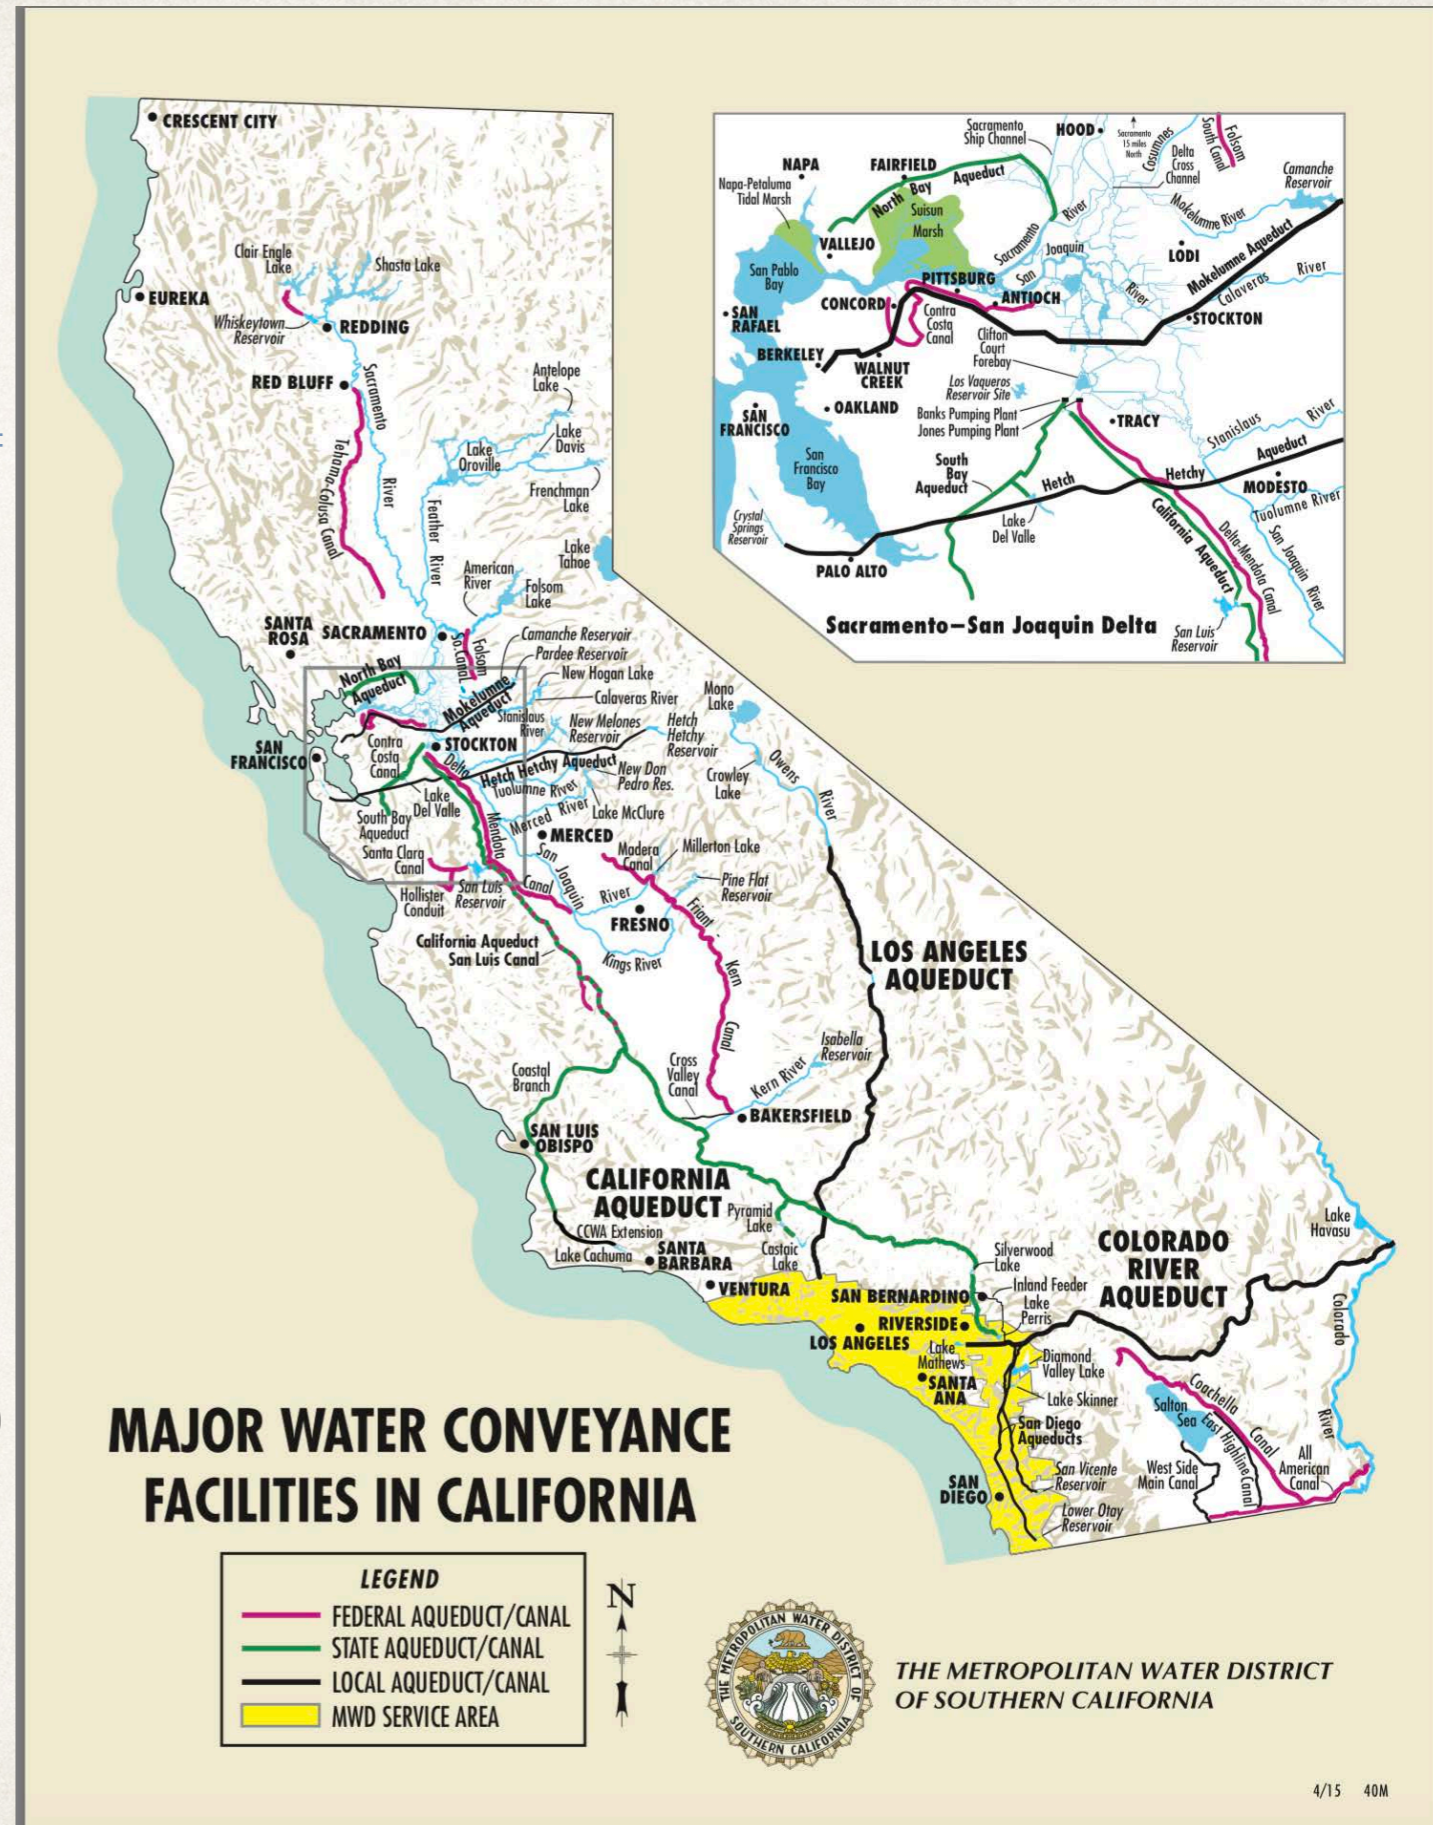 CRESCENT CITY
Clair Engle
Lake
Shasta Lake
EUREKA
Whiskeytown
Reservoir
REDDING
RED BLUFF
Sacramento
River
Tehama-Colusa Canal
Antelope
Lake
Lake
Davis
Lake
Oroville
Frenchman
Lake
Feather River
Lake
Tahoe
American
River
Folsom
Lake
SANTA
ROSA
SACRAMENTO
Folsom
So. Canal
Camanche Reservoir
Pardee Reservoir
New Hogan Lake
North Bay
Aqueduct
Mokelumne
Aqueduct
Calaveras River
Stanislaus
River
New Melones
Reservoir
Hetch
Hetchy
Reservoir
Mono
Lake
SAN
FRANCISCO
Contra
Costa
Canal
STOCKTON
Delta
Mendota
Canal
Hetch Hetchy Aqueduct
Tuolumne River
New Don
Pedro Res.
Crowley
Lake
Owens
River
Lake
Del Valle
Merced River
Lake McClure
South Bay
Aqueduct
MERCED
Santa Clara
Canal
San
Joaquin
River
Madera
Canal
Millerton Lake
Hollister
Conduit
San Luis
Reservoir
Pine Flat
Reservoir
FRESNO
Friant
Kern
Canal
California Aqueduct
San Luis Canal
Kings River
LOS ANGELES
AQUEDUCT
Coastal
Branch
Cross
Valley
Canal
Kern River
Isabella
Reservoir
BAKERSFIELD
SAN LUIS
OBISPO
CALIFORNIA
AQUEDUCT
Pyramid
Lake
CCWA Extension
Lake Cachuma
SANTA
BARBARA
Castaic
Lake
VENTURA
Silverwood
Lake
SAN BERNARDINO
Inland Feeder
Lake
Perris
RIVERSIDE
LOS ANGELES
Lake
Mathews
SANTA
ANA
Diamond
Valley Lake
Lake Skinner
San Diego
Aqueducts
San Vicente
Reservoir
SAN
DIEGO
Lower Otay
Reservoir
COLORADO
RIVER
AQUEDUCT
Lake
Havasu
Colorado
River
Coachella
Canal
Salton
Sea
East Highline Canal
West Side
Main Canal
All
American
Canal
Sacramento
Ship Channel
HOOD
Sacramento
15 miles
North
Cosumnes
Delta
Cross
Channel
Folsom
South Canal
Camanche
Reservoir
NAPA
FAIRFIELD
Napa-Petaluma
Tidal Marsh
North Bay Aqueduct
Suisun
Marsh
Sacramento
River
Mokelumne River
VALLEJO
LODI
Mokelumne Aqueduct
San Pablo
Bay
PITTSBURG
San
Joaquin
River
Calaveras River
CONCORD
ANTIOCH
SAN
RAFAEL
Contra
Costa
Canal
Clifton
Court
Forebay
STOCKTON
BERKELEY
WALNUT
CREEK
Los Vaqueros
Reservoir Site
OAKLAND
Banks Pumping Plant
Jones Pumping Plant
TRACY
SAN
FRANCISCO
Stanislaus River
San
Francisco
Bay
South
Bay
Aqueduct
Hetch Hetchy Aqueduct
MODESTO
Tuolumne River
Crystal
Springs
Reservoir
Lake
Del Valle
PALO ALTO
California Aqueduct
Delta-Mendota Canal
San Joaquin River
San Luis
Reservoir
Sacramento–San Joaquin Delta
MAJOR WATER CONVEYANCE
FACILITIES IN CALIFORNIA
LEGEND
FEDERAL AQUEDUCT/CANAL
STATE AQUEDUCT/CANAL
LOCAL AQUEDUCT/CANAL
MWD SERVICE AREA
N
THE METROPOLITAN WATER DISTRICT OF
SOUTHERN CALIFORNIA
THE METROPOLITAN WATER DISTRICT
OF SOUTHERN CALIFORNIA
4/15 40M